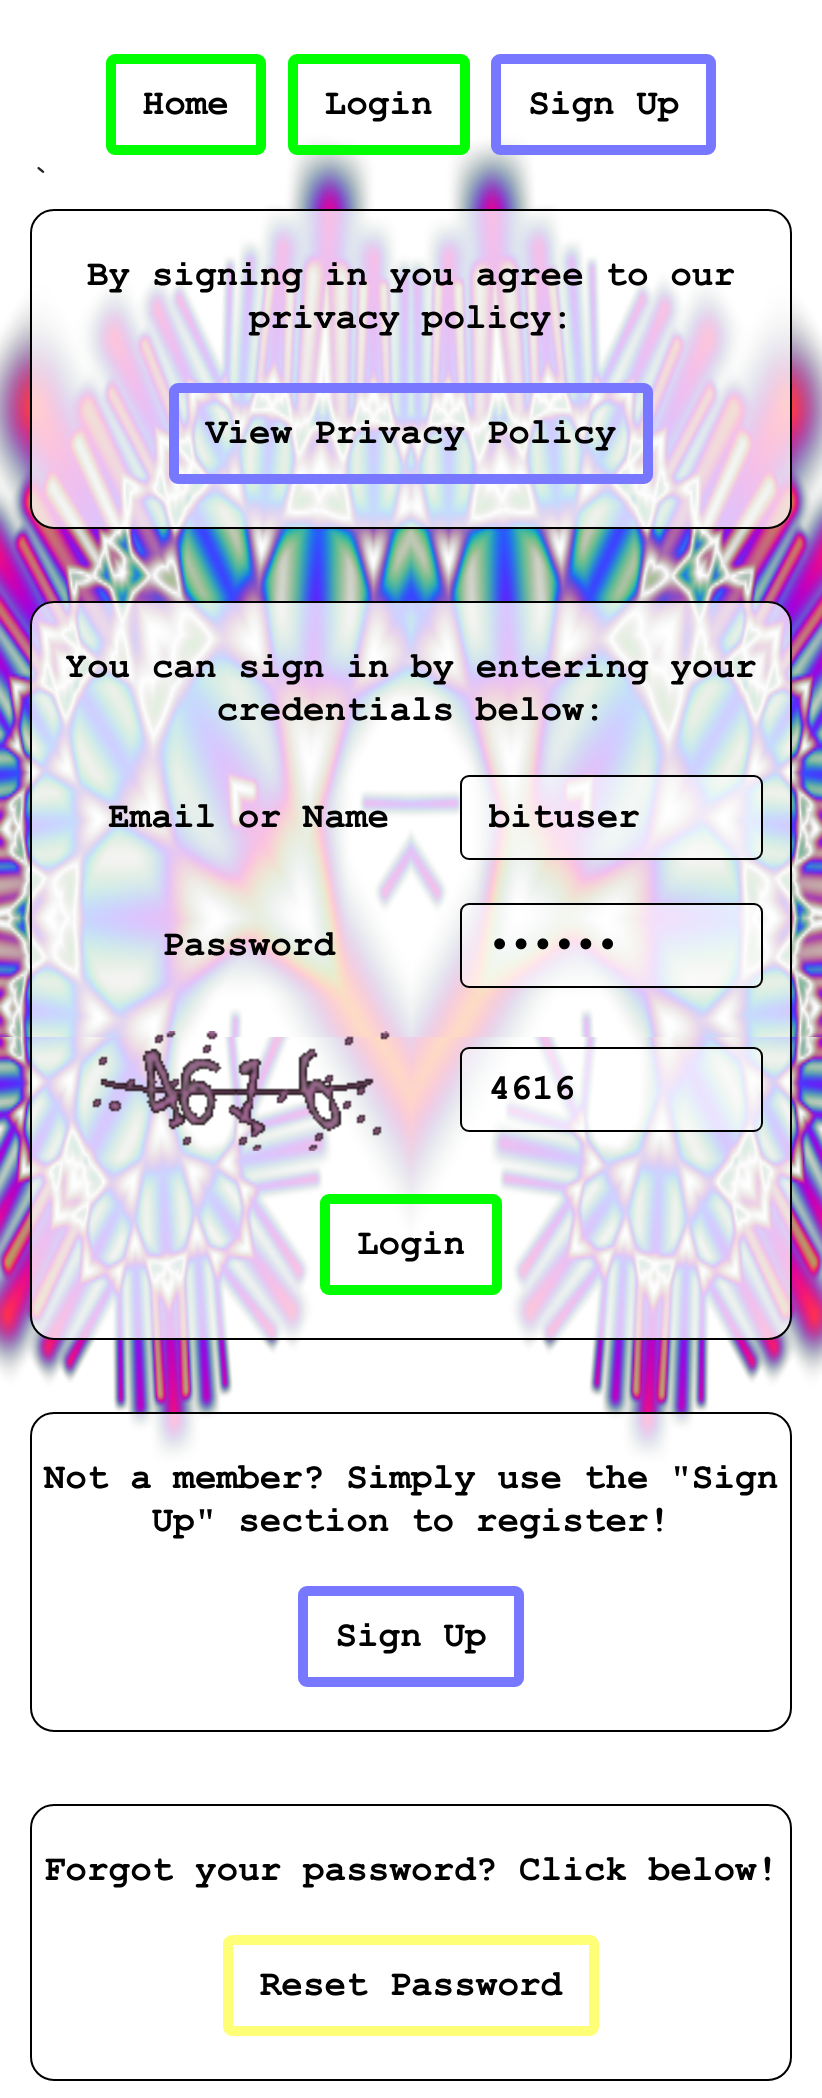 Home Login Sign Up
`
By signing in you agree to our
privacy policy:
View Privacy Policy
You can sign in by entering your
credentials below:
Email or Name bituser
Password ••••••
4616 4616
Login
Not a member? Simply use the "Sign
Up" section to register!
Sign Up
Forgot your password? Click below!
Reset Password